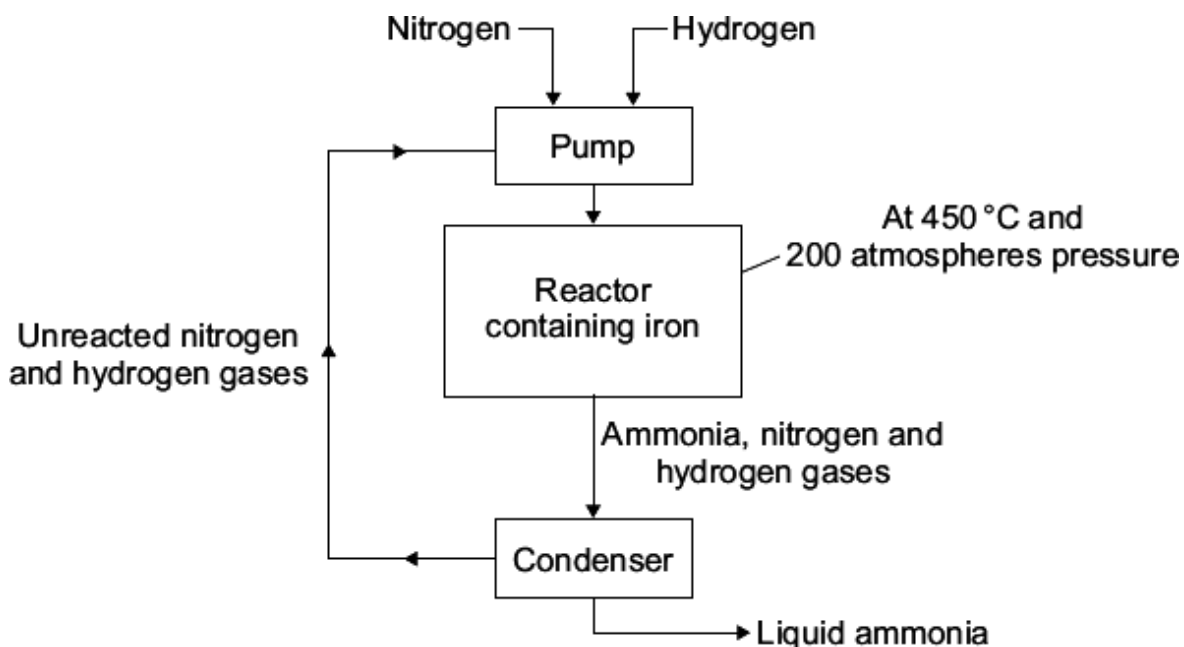 Nitrogen
Hydrogen
Pump
At 450 °C and
200 atmospheres pressure
Reactor
containing iron
Unreacted nitrogen
and hydrogen gases
Ammonia, nitrogen and
hydrogen gases
Condenser
Liquid ammonia